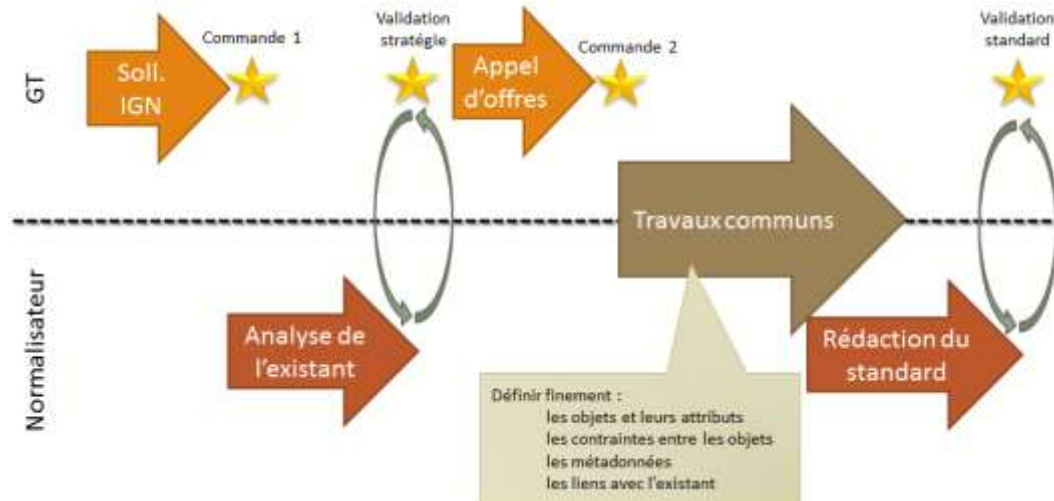 GT
Soll.
IGN
Commande 1
Validation
stratégie
Appel
d'offres
Commande 2
Validation
standard
Travaux communs
Normalisateur
Analyse de
l'existant
Rédaction du
standard
Définir finement :
les objets et leurs attributs
les contraintes entre les objets
les métadonnées
les liens avec l'existant